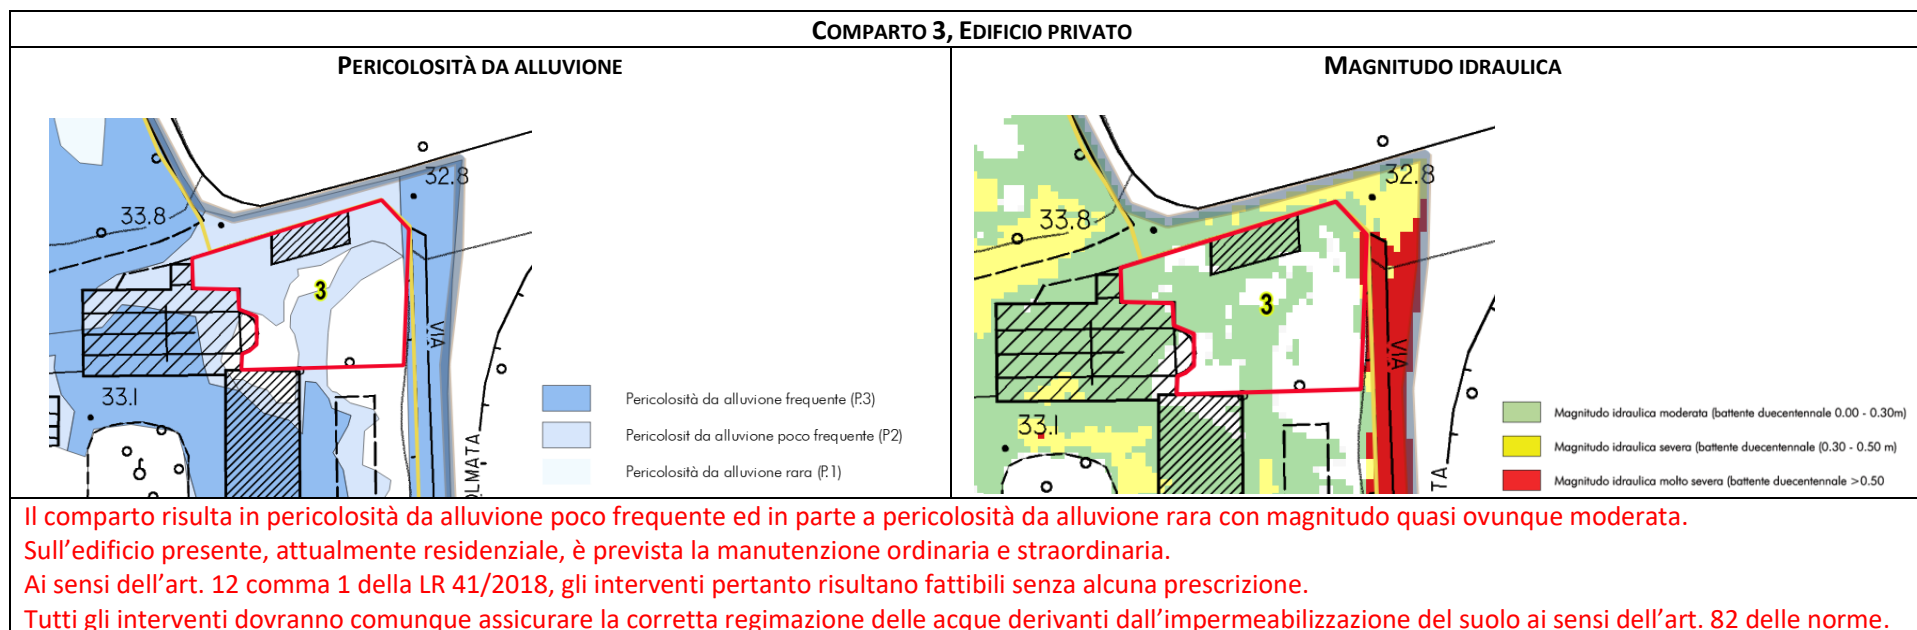 COMPARTO 3, EDIFICIO PRIVATO
PERICOLOSITÀ DA ALLUVIONE
MAGNITUDO IDRAULICA
32.8
33.8
3
VIA
33.1
OLMATA
Pericolosità da alluvione frequente (P.3)
Pericolosit da alluvione poco frequente (P2)
Pericolosità da alluvione rara (P.1)
32.8
33.8
3
VIA
33.1
TA
Magnitudo idraulica moderata (battente duecentennale 0.00 - 0.30m)
Magnitudo idraulica severa (battente duecentennale (0.30 - 0.50 m)
Magnitudo idraulica molto severa (battente duecentennale >0.50
Il comparto risulta in pericolosità da alluvione poco frequente ed in parte a pericolosità da alluvione rara con magnitudo quasi ovunque moderata.
Sull’edificio presente, attualmente residenziale, è prevista la manutenzione ordinaria e straordinaria.
Ai sensi dell’art. 12 comma 1 della LR 41/2018, gli interventi pertanto risultano fattibili senza alcuna prescrizione.
Tutti gli interventi dovranno comunque assicurare la corretta regimazione delle acque derivanti dall’impermeabilizzazione del suolo ai sensi dell’art. 82 delle norme.